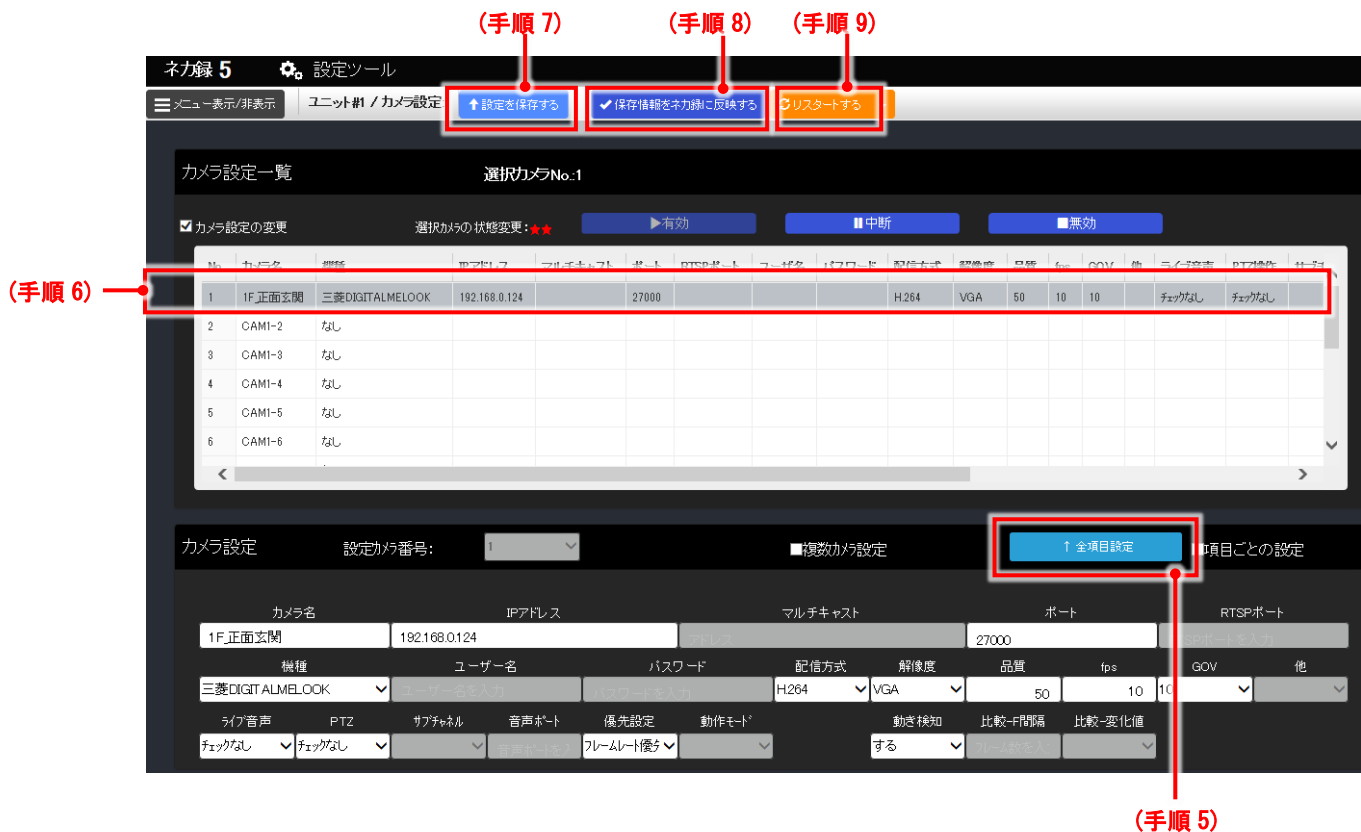 (手順 7) (手順 8) (手順 9)
ネカ録 5 設定ツール
メニュー表示/非表示 ユニット#1 / カメラ設定 設定を保存する 保存情報をネカ録に反映する リスタートする
カメラ設定一覧 選択カメラNo.:1
カメラ設定の変更 選択カメラの状態変更:★★ ▶有効 中断 ■無効
No カメラ名 機種 IPアドレス マルチキャスト ポート RTSPポート ユーザ名 パスワード 配信方式 解像度 品質 fps GOV 他 ライブ音声 PTZ操作
(手順 6)
1 1F_正面玄関 三菱DIGITALMELOOK 192.168.0.124 27000 H.264 VGA 50 10 10 チェックなし チェックなし
2 CAM1-2 なし
3 CAM1-3 なし
4 CAM1-4 なし
5 CAM1-5 なし
6 CAM1-6 なし
カメラ設定 設定カメラ番号: 1 ■複数カメラ設定 ↑ 全項目設定 項目ごとの設定
カメラ名 IPアドレス マルチキャスト ポート RTSPポート
1F_正面玄関 192.168.0.124 アドレス 27000 RTSPポートを入力
機種 ユーザー名 パスワード 配信方式 解像度 品質 fps GOV 他
三菱DIGITALMELOOK ユーザー名を入力 パスワードを入力 H.264 VGA 50 10 10
ライブ音声 PTZ サブチャネル 音声ポート 優先設定 動作モード 動き検知 比較-F間隔 比較-変化値
チェックなし チェックなし 音声ポートを入 フレームレート優先 する フレーム数を入
(手順 5)